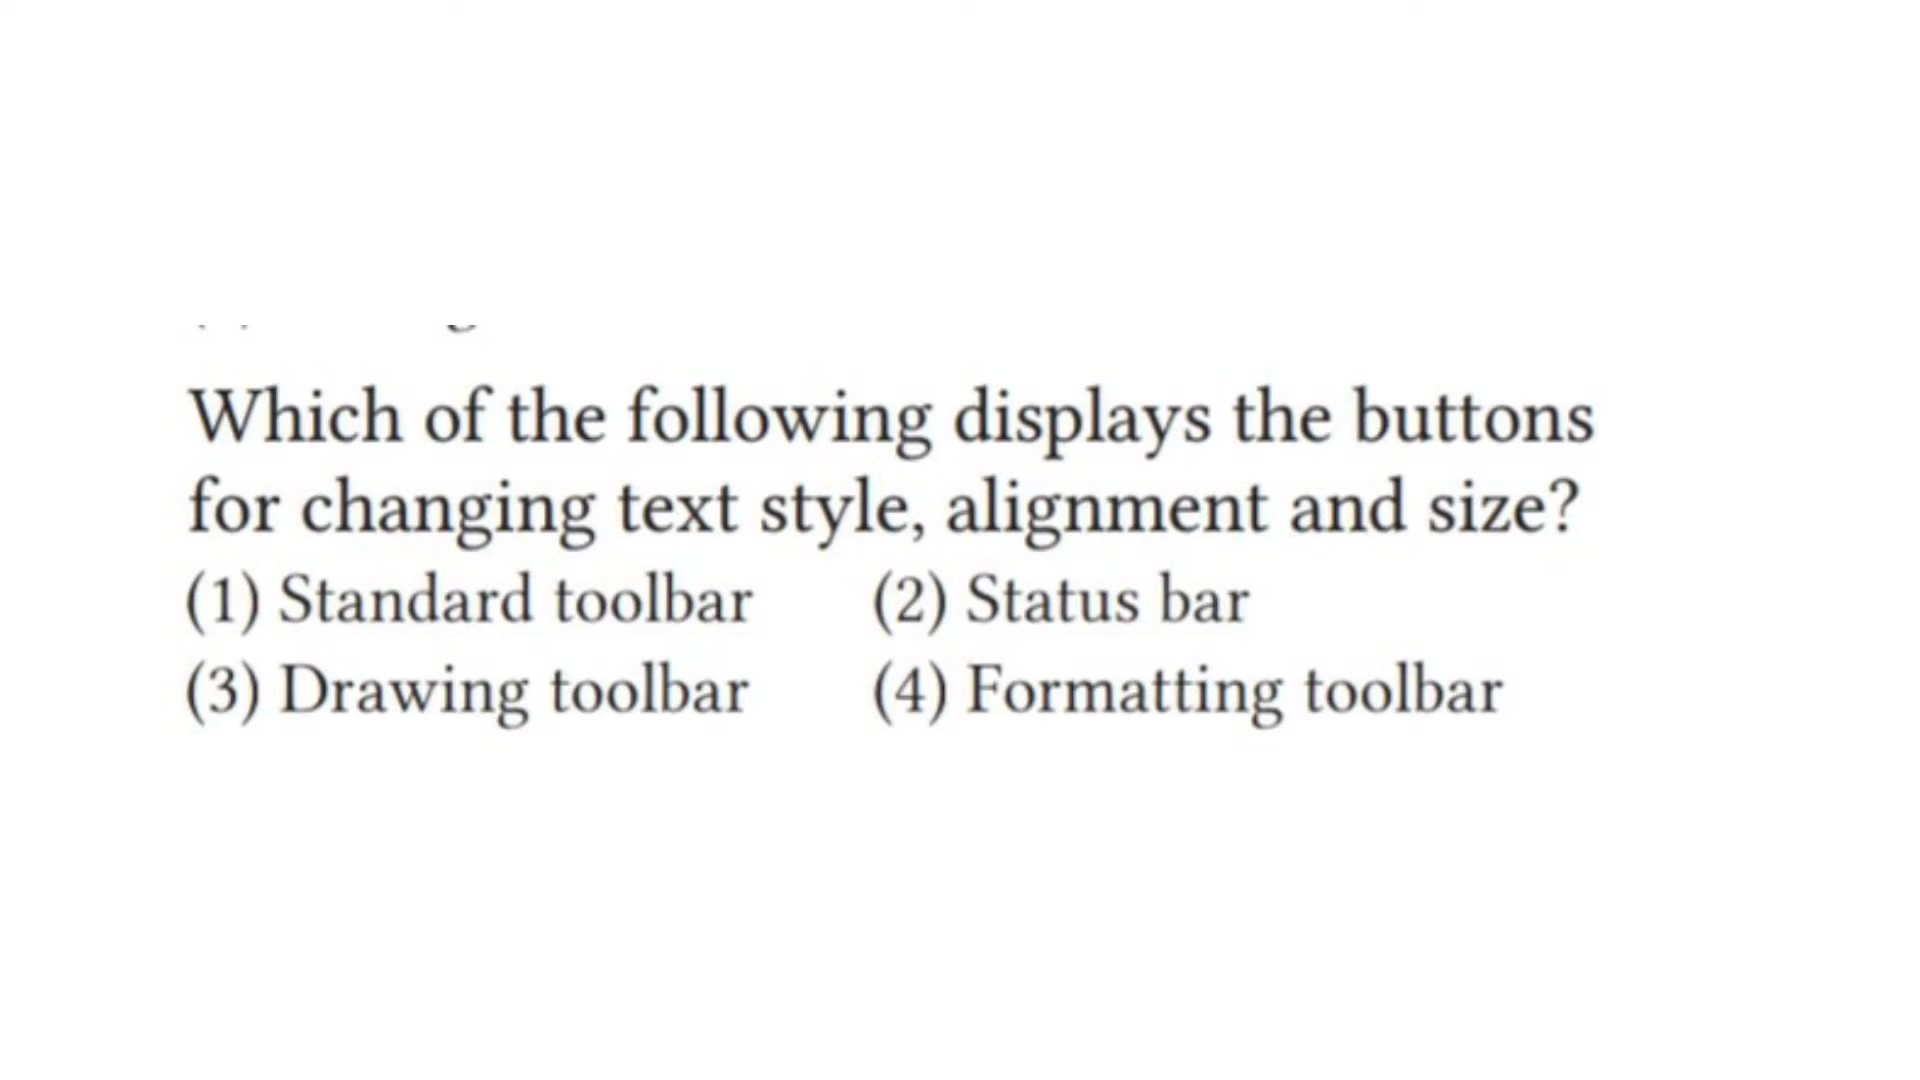 Which of the following displays the buttons
for changing text style, alignment and size?
(1) Standard toolbar (2) Status bar
(3) Drawing toolbar (4) Formatting toolbar